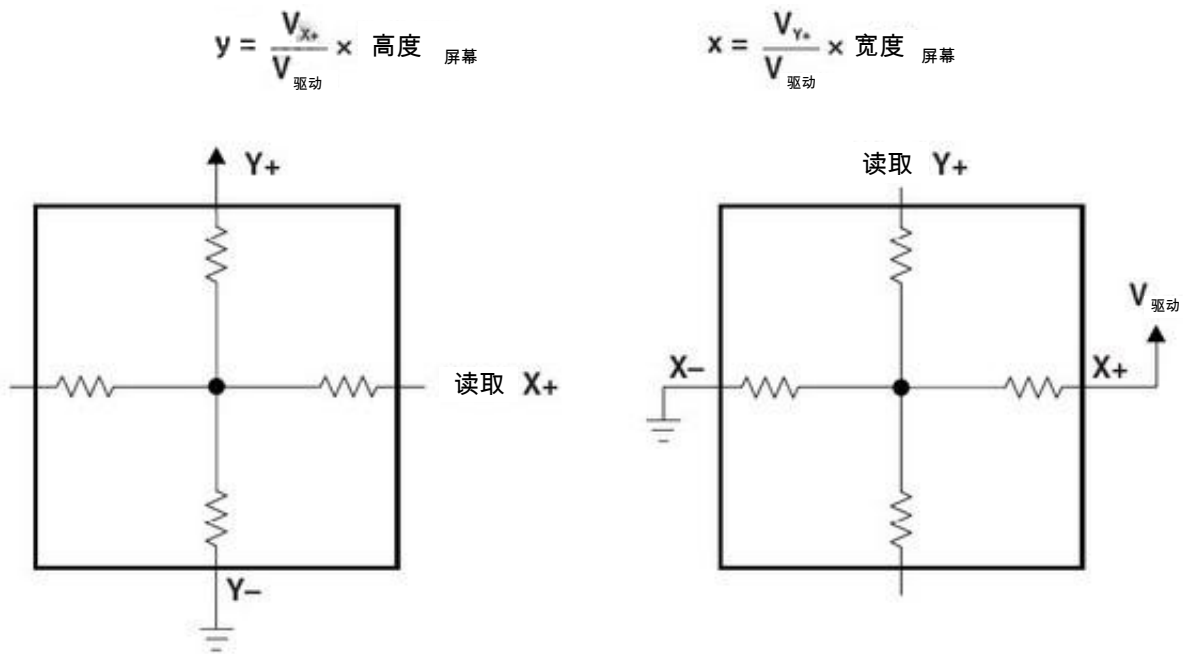 y = V X+ / V 驱动 × 高度 屏幕
x = V Y+ / V 驱动 × 宽度 屏幕
Y+
读取 X+
Y−
读取 Y+
V 驱动
X−
X+